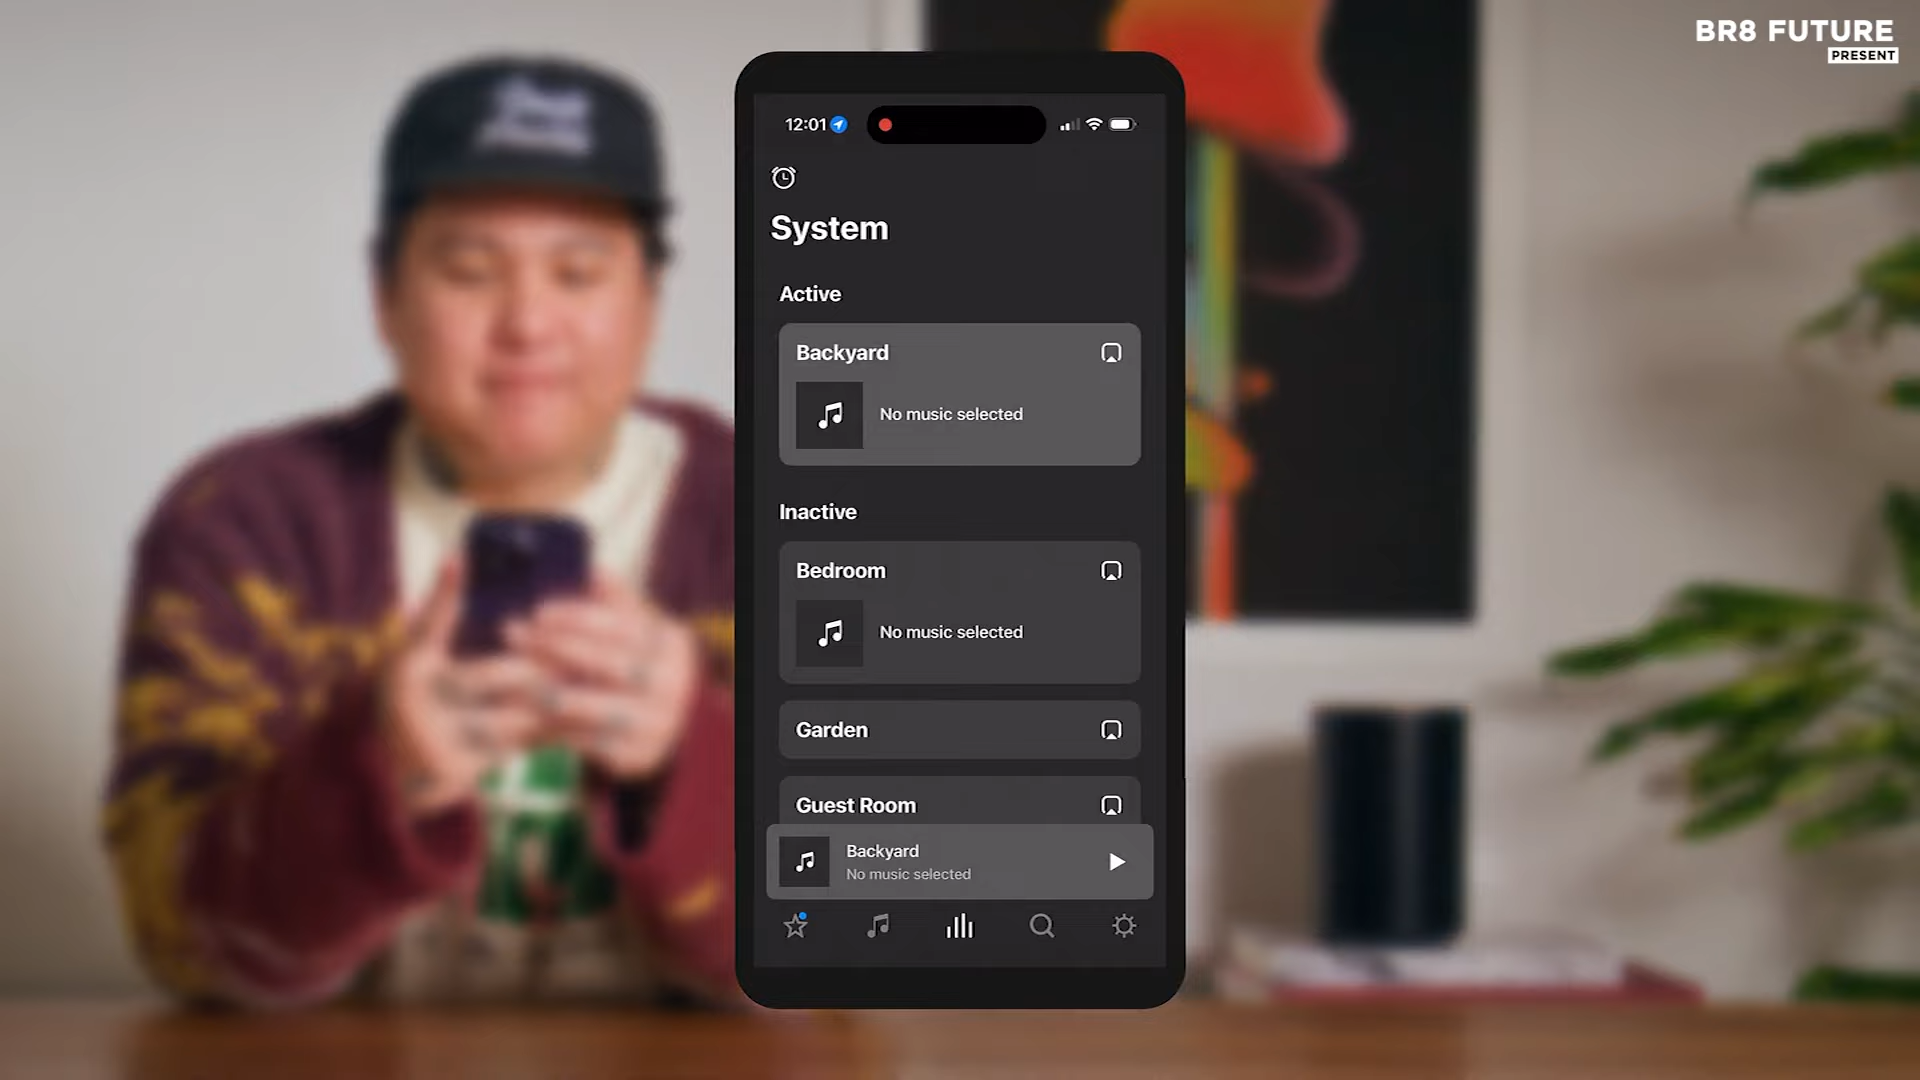 BR8 FUTURE
PRESENT
12:01
System
Active
Backyard
No music selected
Inactive
Bedroom
No music selected
Garden
Guest Room
Backyard
No music selected